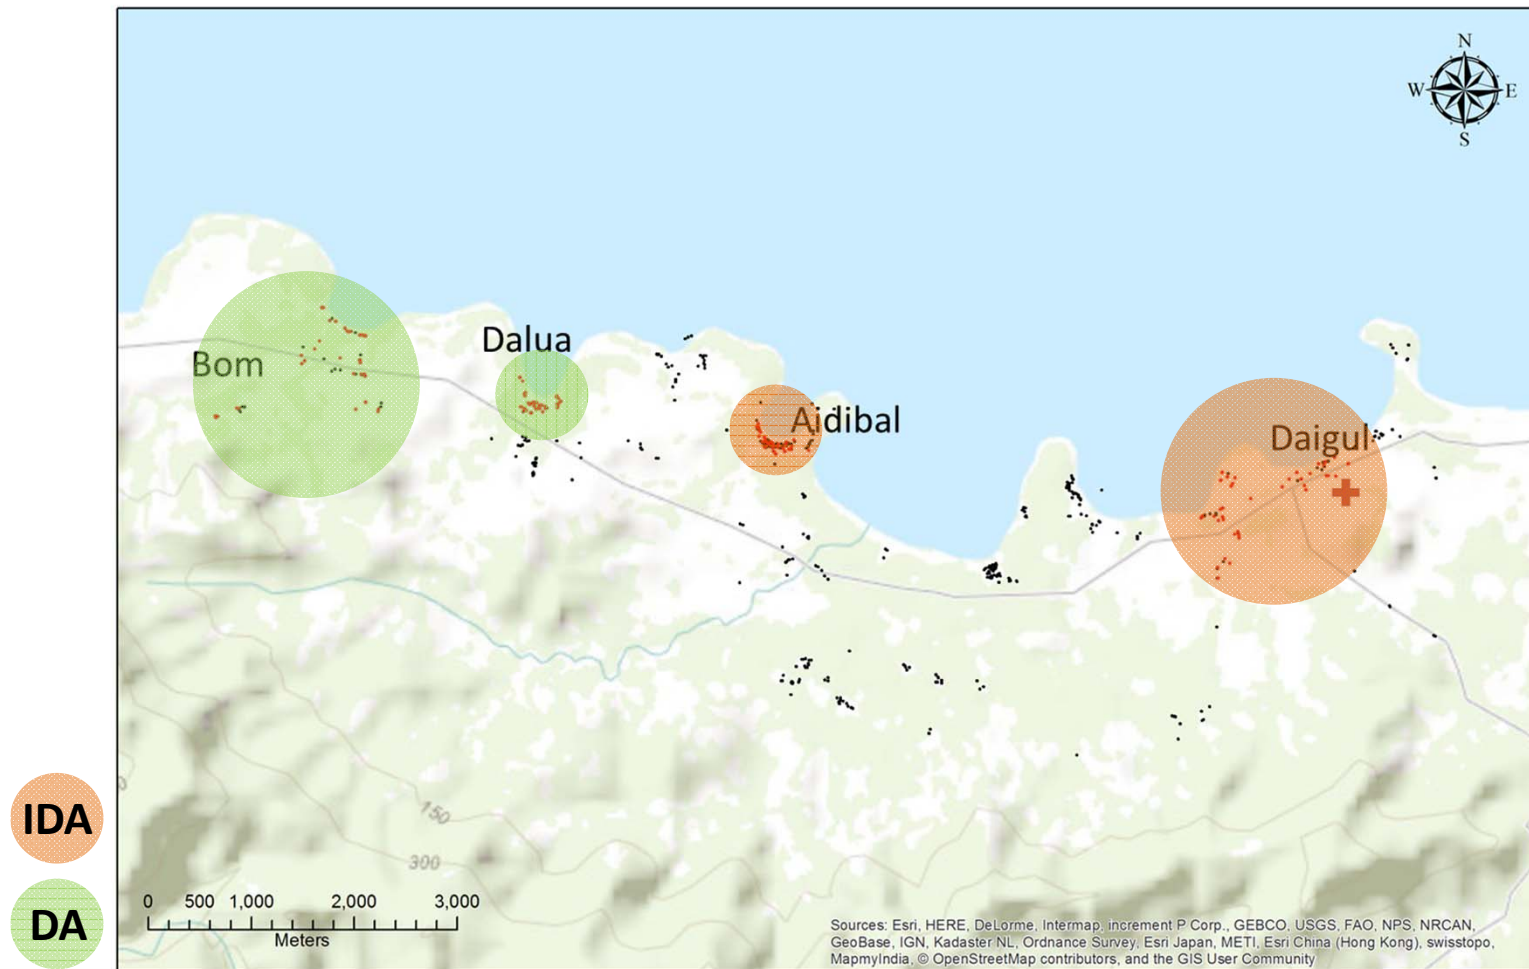 N
W E
S
Dalua
Bom
Ajdibal
Daigul
IDA
150
300
DA
0 500 1,000 2,000 3,000
Meters
Sources: Esri, HERE, DeLorme, Intermap, increment P Corp., GEBCO, USGS, FAO, NPS, NRCAN,
GeoBase, IGN, Kadaster NL, Ordnance Survey, Esri Japan, METI, Esri China (Hong Kong), swisstopo,
MapmyIndia, © OpenStreetMap contributors, and the GIS User Community